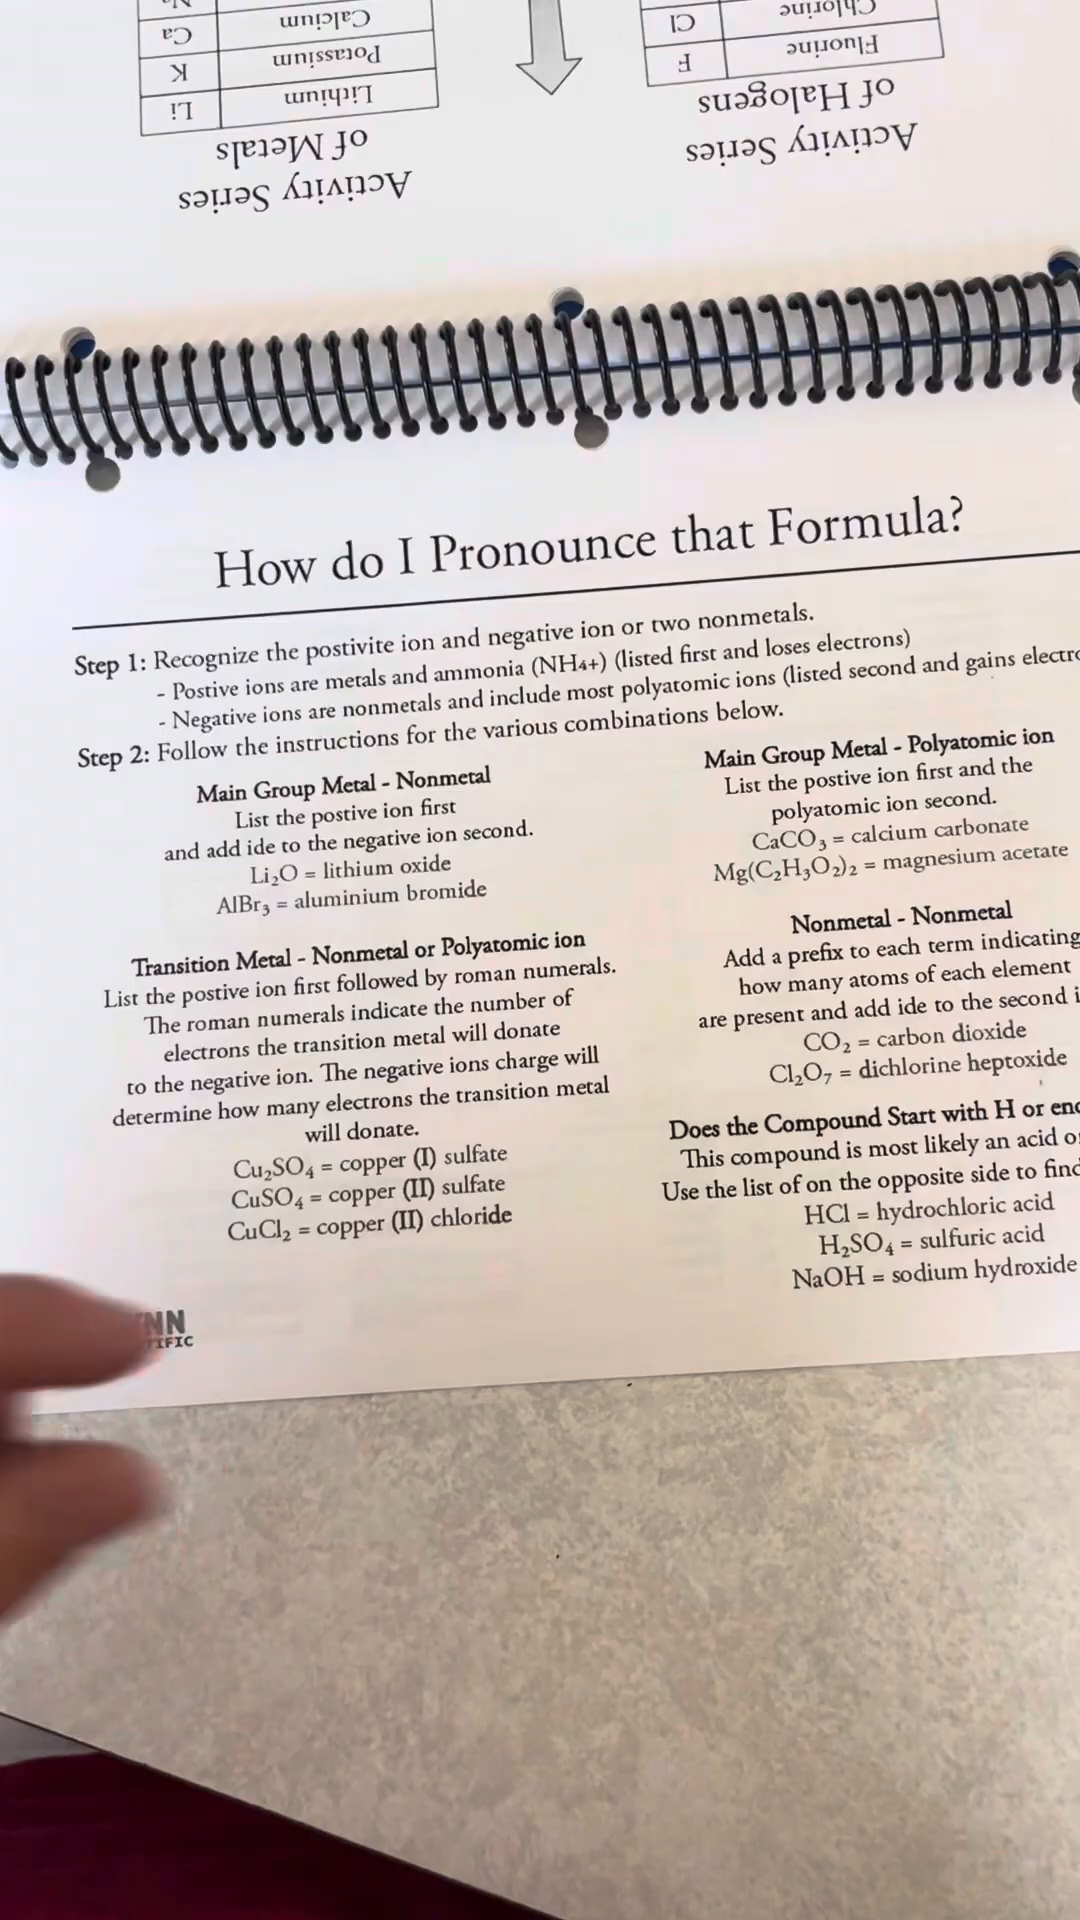 Na
Ca Calcium
K Potassium
Li Lithium
Activity Series
of Metals
Cl Chlorine
F Fluorine
Activity Series
of Halogens
How do I Pronounce that Formula?
Step 1: Recognize the postivite ion and negative ion or two nonmetals.
- Postive ions are metals and ammonia (NH4+) (listed first and loses electrons)
- Negative ions are nonmetals and include most polyatomic ions (listed second and gains electro
Step 2: Follow the instructions for the various combinations below.
Main Group Metal - Nonmetal
List the postive ion first
and add ide to the negative ion second.
Li₂O = lithium oxide
AlBr₃ = aluminium bromide
Transition Metal - Nonmetal or Polyatomic ion
List the postive ion first followed by roman numerals.
The roman numerals indicate the number of
electrons the transition metal will donate
to the negative ion. The negative ions charge will
determine how many electrons the transition metal
will donate.
Cu₂SO₄ = copper (I) sulfate
CuSO₄ = copper (II) sulfate
CuCl₂ = copper (II) chloride
Main Group Metal - Polyatomic ion
List the postive ion first and the
polyatomic ion second.
CaCO₃ = calcium carbonate
Mg(C₂H₃O₂)₂ = magnesium acetate
Nonmetal - Nonmetal
Add a prefix to each term indicating
how many atoms of each element
are present and add ide to the second i
CO₂ = carbon dioxide
Cl₂O₇ = dichlorine heptoxide
Does the Compound Start with H or end
This compound is most likely an acid o
Use the list of on the opposite side to find
HCl = hydrochloric acid
H₂SO₄ = sulfuric acid
NaOH = sodium hydroxide
NN
TIFIC